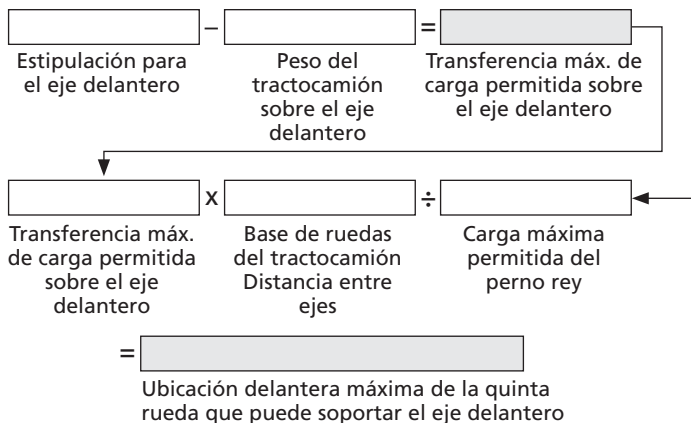 –
=
Estipulación para
el eje delantero
Peso del
tractocamión
sobre el eje
delantero
Transferencia máx. de
carga permitida sobre
el eje delantero
x
÷
Transferencia máx.
de carga permitida
sobre el eje
delantero
Base de ruedas
del tractocamión
Distancia entre
ejes
Carga máxima
permitida del
perno rey
=
Ubicación delantera máxima de la quinta
rueda que puede soportar el eje delantero